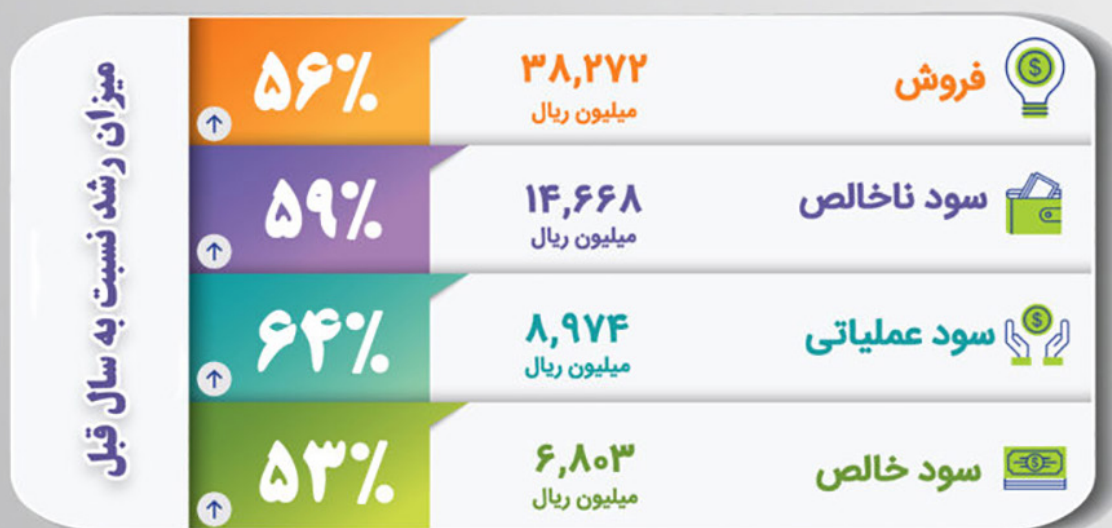 فروش
۳۸,۲۷۲
میلیون ریال
۵۶%
سود ناخالص
۱۴,۶۶۸
میلیون ریال
۵۹%
سود عملیاتی
۸,۹۷۴
میلیون ریال
۶۴%
سود خالص
۶,۸۰۳
میلیون ریال
۵۳%
میزان رشد نسبت به سال قبل